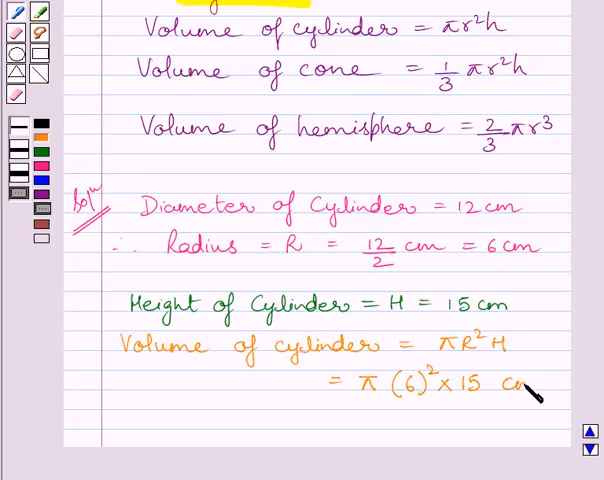 Volume of cylinder = πr²h
Volume of cone = 1/3 πr²h
Volume of hemisphere = 2/3 πr³
Solⁿ Diameter of Cylinder = 12 cm
∴ Radius = R = 12/2 cm = 6 cm
Height of Cylinder = H = 15 cm
Volume of cylinder = πR²H
= π (6)² × 15 c